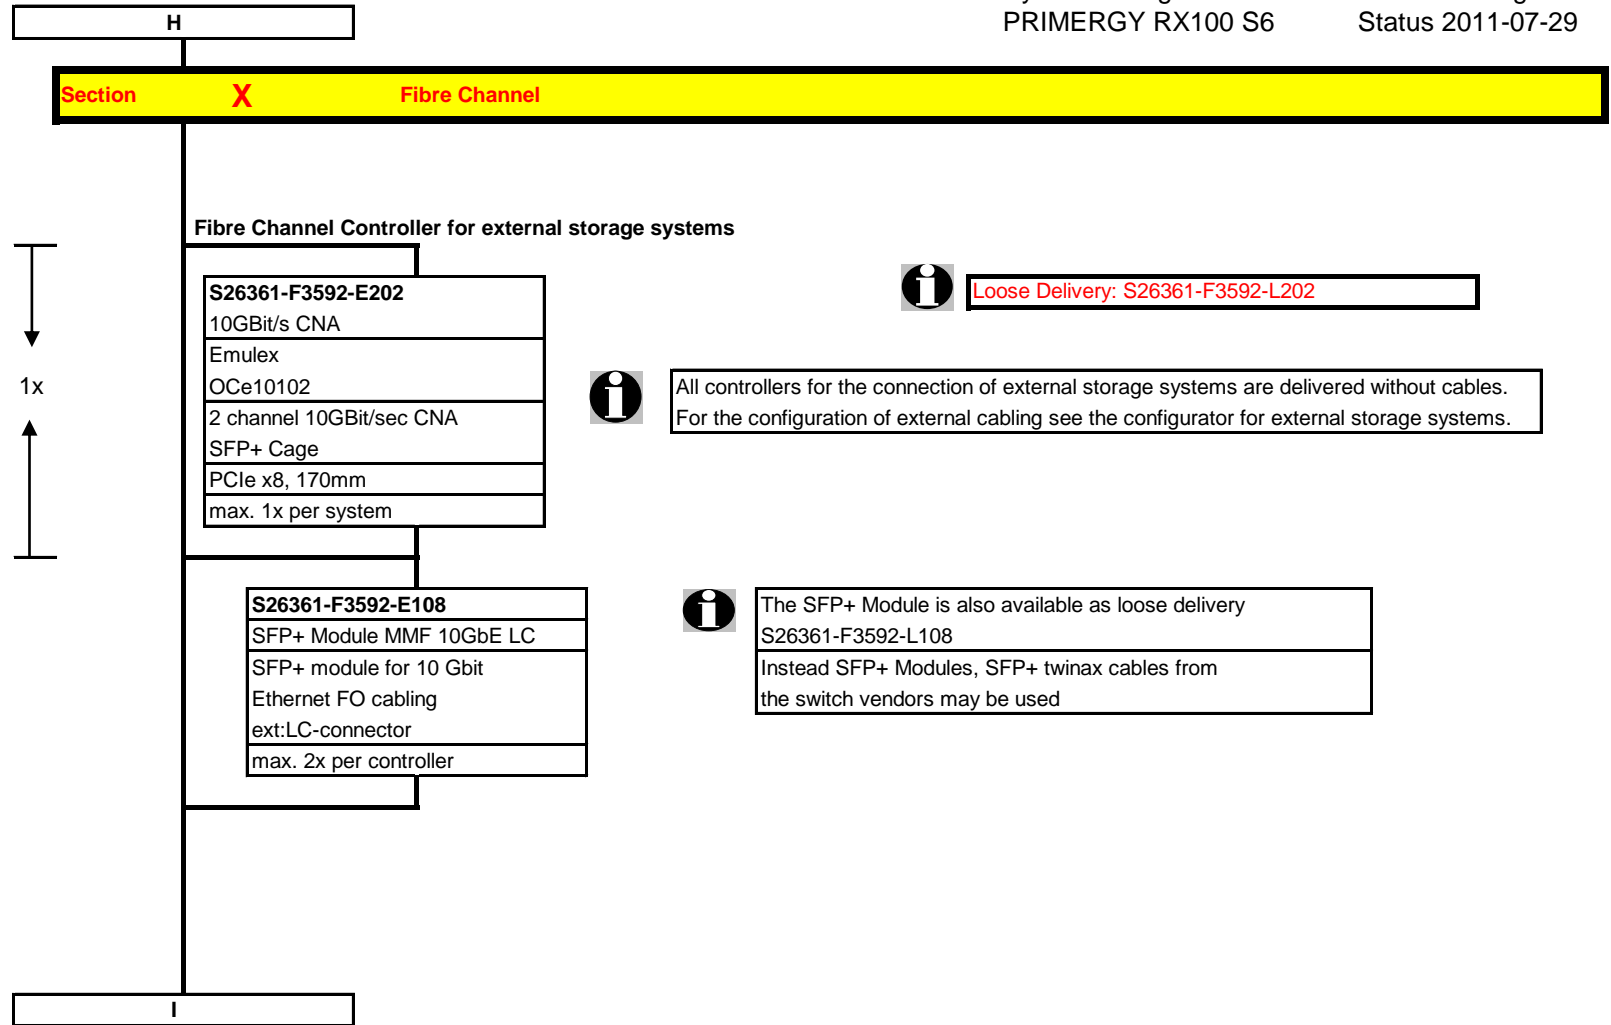 H
PRIMERGY RX100 S6 Status 2011-07-29
Section X Fibre Channel
Fibre Channel Controller for external storage systems
S26361-F3592-E202
10GBit/s CNA
Emulex
OCe10102
2 channel 10GBit/sec CNA
SFP+ Cage
PCIe x8, 170mm
max. 1x per system
Loose Delivery: S26361-F3592-L202
1x
All controllers for the connection of external storage systems are delivered without cables.
For the configuration of external cabling see the configurator for external storage systems.
S26361-F3592-E108
SFP+ Module MMF 10GbE LC
SFP+ module for 10 Gbit
Ethernet FO cabling
ext:LC-connector
max. 2x per controller
The SFP+ Module is also available as loose delivery
S26361-F3592-L108
Instead SFP+ Modules, SFP+ twinax cables from
the switch vendors may be used
I